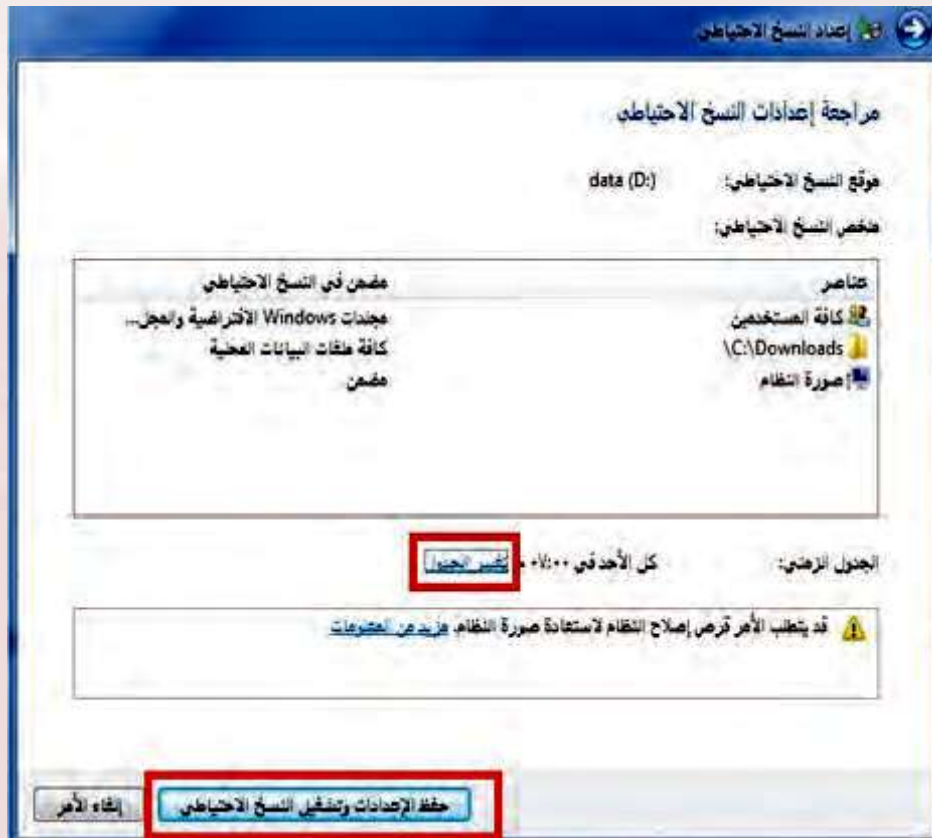 إعداد النسخ الاحتياطي
مراجعة إعدادات النسخ الاحتياطي
موقع النسخ الاحتياطي: data (D:)
ملخص النسخ الاحتياطي:
عناصر مضمن في النسخ الاحتياطي
كافة المستخدمين مجلدات Windows الافتراضية والمجل...
C:\Downloads\ كافة ملفات البيانات المحلية
صورة النظام مضمن
الجدول الزمني: كل الأحد في ٠٧:٠٠ م تغيير الجدول
قد يتطلب الأمر قرص إصلاح النظام لاستعادة صورة النظام. مزيد من المعلومات
حفظ الإعدادات وتشغيل النسخ الاحتياطي إلغاء الأمر